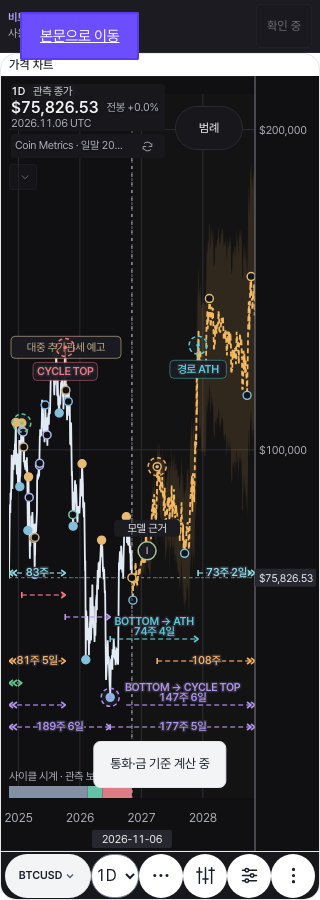 비트
본문으로 이동
확인 중
가격 차트
1D 관측 종가
$75,826.53 전봉 +0.0%
2026.11.06 UTC
Coin Metrics · 일말 20...
범례
$200,000
CYCLE TOP
경로 ATH
$100,000
모델 근거
83주
73주 2일
$75,826.53
BOTTOM → ATH
74주 4일
81주 5일
108주
BOTTOM → CYCLE TOP
147주 6일
189주 6일
177주 5일
통화·금 기준 계산 중
사이클 시계 · 관측
2025 2026 2027 2028
2026-11-06
BTCUSD
1D